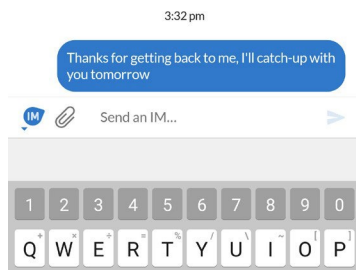 3:32 pm
Thanks for getting back to me, I'll catch-up with
you tomorrow
IM Send an IM...
1 2 3 4 5 6 7 8 9 0
+ × ÷ = % / \ ~ [ ]
Q W E R T Y U I O P